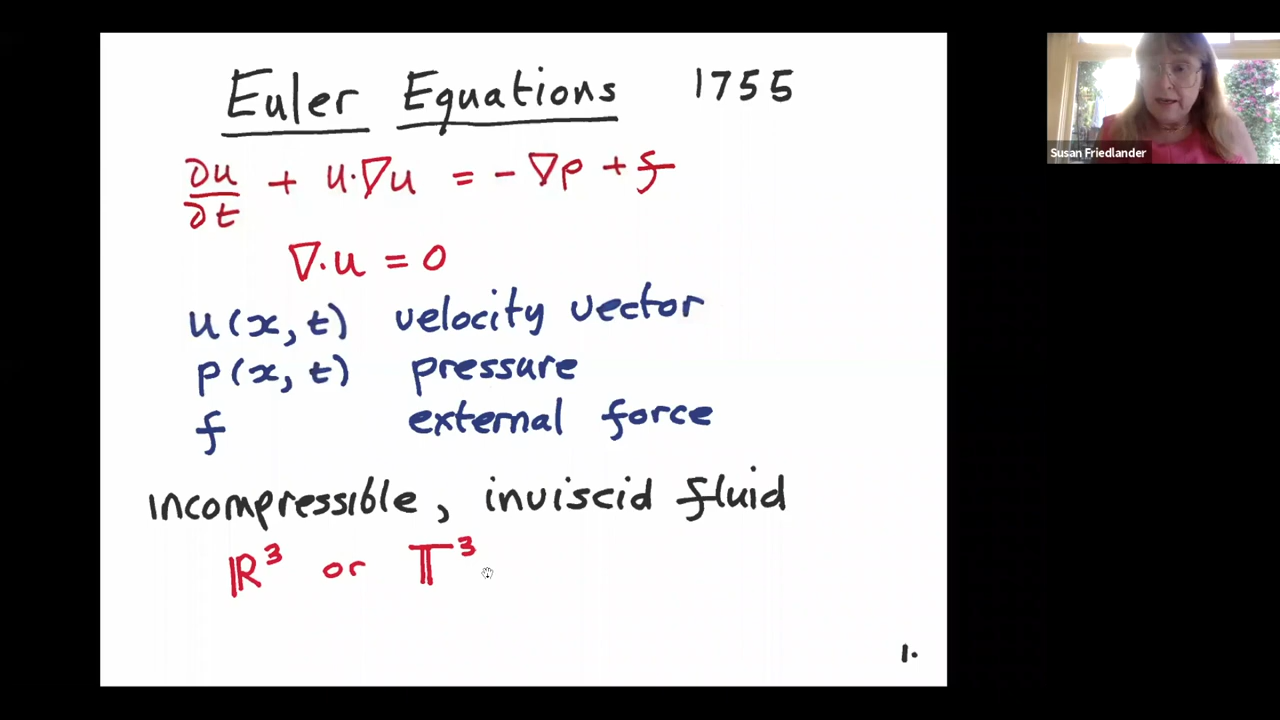 Euler Equations 1755
∂u/∂t + u·∇u = -∇p + f
∇·u = 0
u(x,t) velocity vector
p(x,t) pressure
f external force
incompressible, inviscid fluid
ℝ³ or 𝕋³
1.
Susan Friedlander